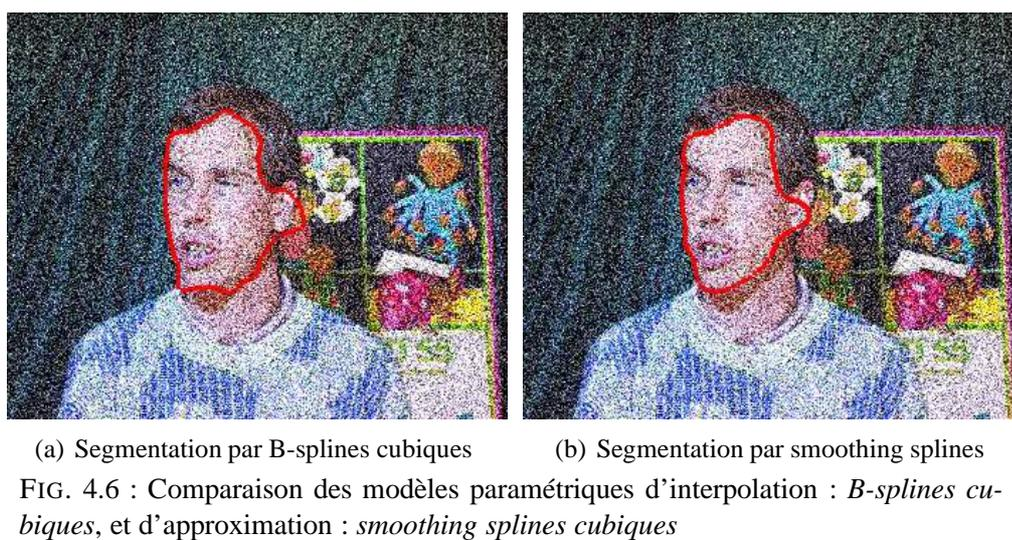 (a) Segmentation par B-splines cubiques
(b) Segmentation par smoothing splines
FIG. 4.6 : Comparaison des modèles paramétriques d'interpolation : B-splines cu-
biques, et d'approximation : smoothing splines cubiques